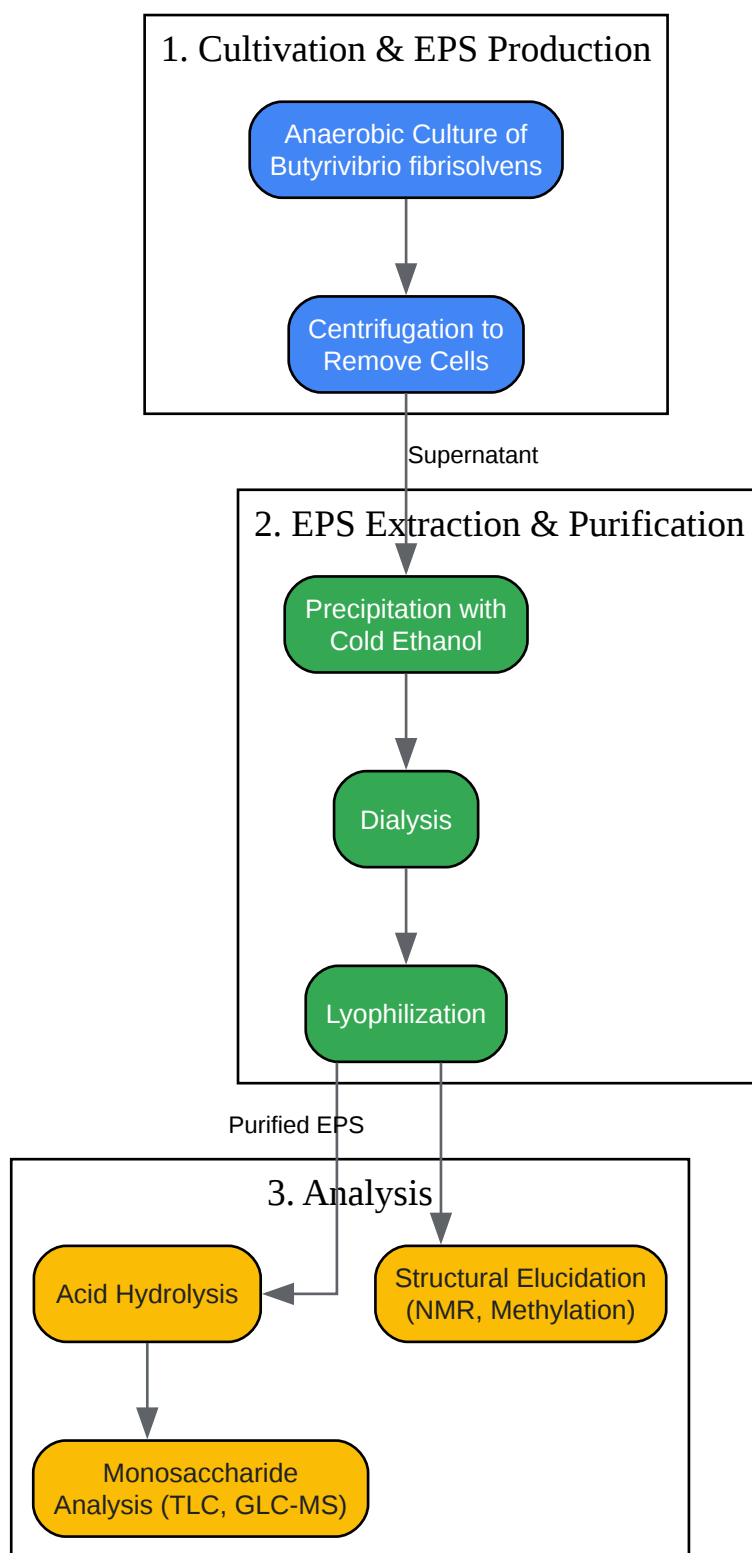 1. Cultivation & EPS Production
Anaerobic Culture of
Butyrivibrio fibrisolvens
Centrifugation to
Remove Cells
Supernatant
2. EPS Extraction & Purification
Precipitation with
Cold Ethanol
Dialysis
Lyophilization
Purified EPS
3. Analysis
Acid Hydrolysis
Structural Elucidation
(NMR, Methylation)
Monosaccharide
Analysis (TLC, GLC-MS)